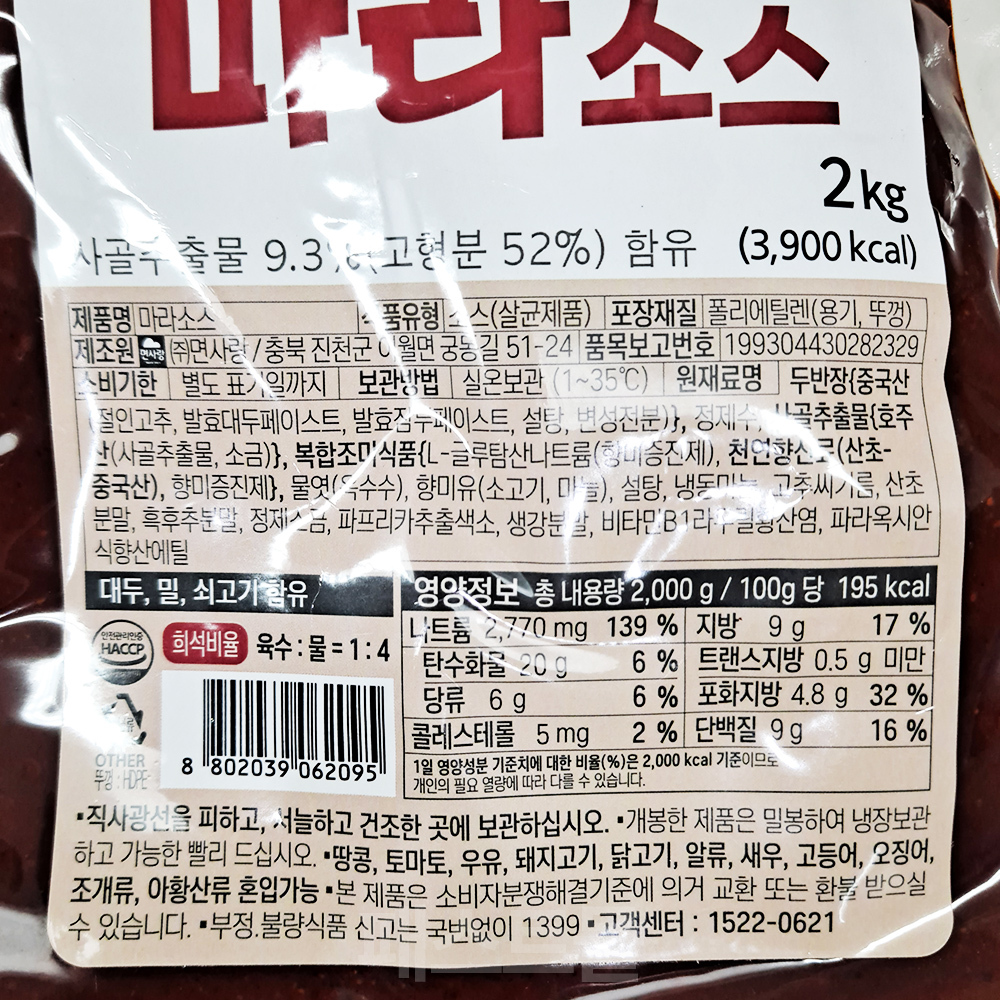 마라소스
2kg
사골추출물 9.3%(고형분 52%) 함유 (3,900 kcal)
제품명 마라소스 식품유형 소스(살균제품) 포장재질 폴리에틸렌(용기, 뚜껑)
제조원 면사랑 ㈜면사랑 / 충북 진천군 이월면 궁동길 51-24 품목보고번호 199304430282329
소비기한 별도 표기일까지 보관방법 실온보관 (1~35℃) 원재료명 두반장{중국산
(절인고추, 발효대두페이스트, 발효잠두페이스트, 설탕, 변성전분)}, 정제수, 사골추출물{호주
산(사골추출물, 소금)}, 복합조미식품{L-글루탐산나트륨(향미증진제), 천연향신료(산초-
중국산), 향미증진제}, 물엿(옥수수), 향미유(소고기, 마늘), 설탕, 냉동마늘, 고추씨기름, 산초
분말, 흑후추분말, 정제소금, 파프리카추출색소, 생강분말, 비타민B1라우릴황산염, 파라옥시안
식향산에틸
대두, 밀, 쇠고기 함유
안전관리인증
HACCP
희석비율 육수 : 물 = 1 : 4
OTHER
뚜껑 : HDPE
8 802039 062095
영양정보 총 내용량 2,000 g / 100g 당 195 kcal
나트륨 2,770 mg 139 % 지방 9 g 17 %
탄수화물 20 g 6 % 트랜스지방 0.5 g 미만
당류 6 g 6 % 포화지방 4.8 g 32 %
콜레스테롤 5 mg 2 % 단백질 9 g 16 %
1일 영양성분 기준치에 대한 비율(%)은 2,000 kcal 기준이므로
개인의 필요 열량에 따라 다를 수 있습니다.
▪직사광선을 피하고, 서늘하고 건조한 곳에 보관하십시오. ▪개봉한 제품은 밀봉하여 냉장보관
하고 가능한 빨리 드십시오. ▪땅콩, 토마토, 우유, 돼지고기, 닭고기, 알류, 새우, 고등어, 오징어,
조개류, 아황산류 혼입가능 ▪본 제품은 소비자분쟁해결기준에 의거 교환 또는 환불 받으실
수 있습니다. ▪부정.불량식품 신고는 국번없이 1399 ▪고객센터 : 1522-0621